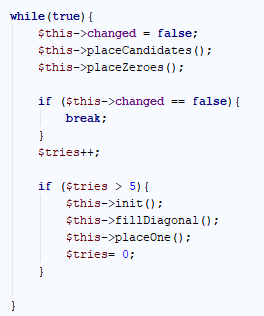 while(true){
$this->changed = false;
$this->placeCandidates();
$this->placeZeroes();
if ($this->changed == false){
break;
}
$tries++;
if ($tries > 5){
$this->init();
$this->fillDiagonal();
$this->placeOne();
$tries= 0;
}
}